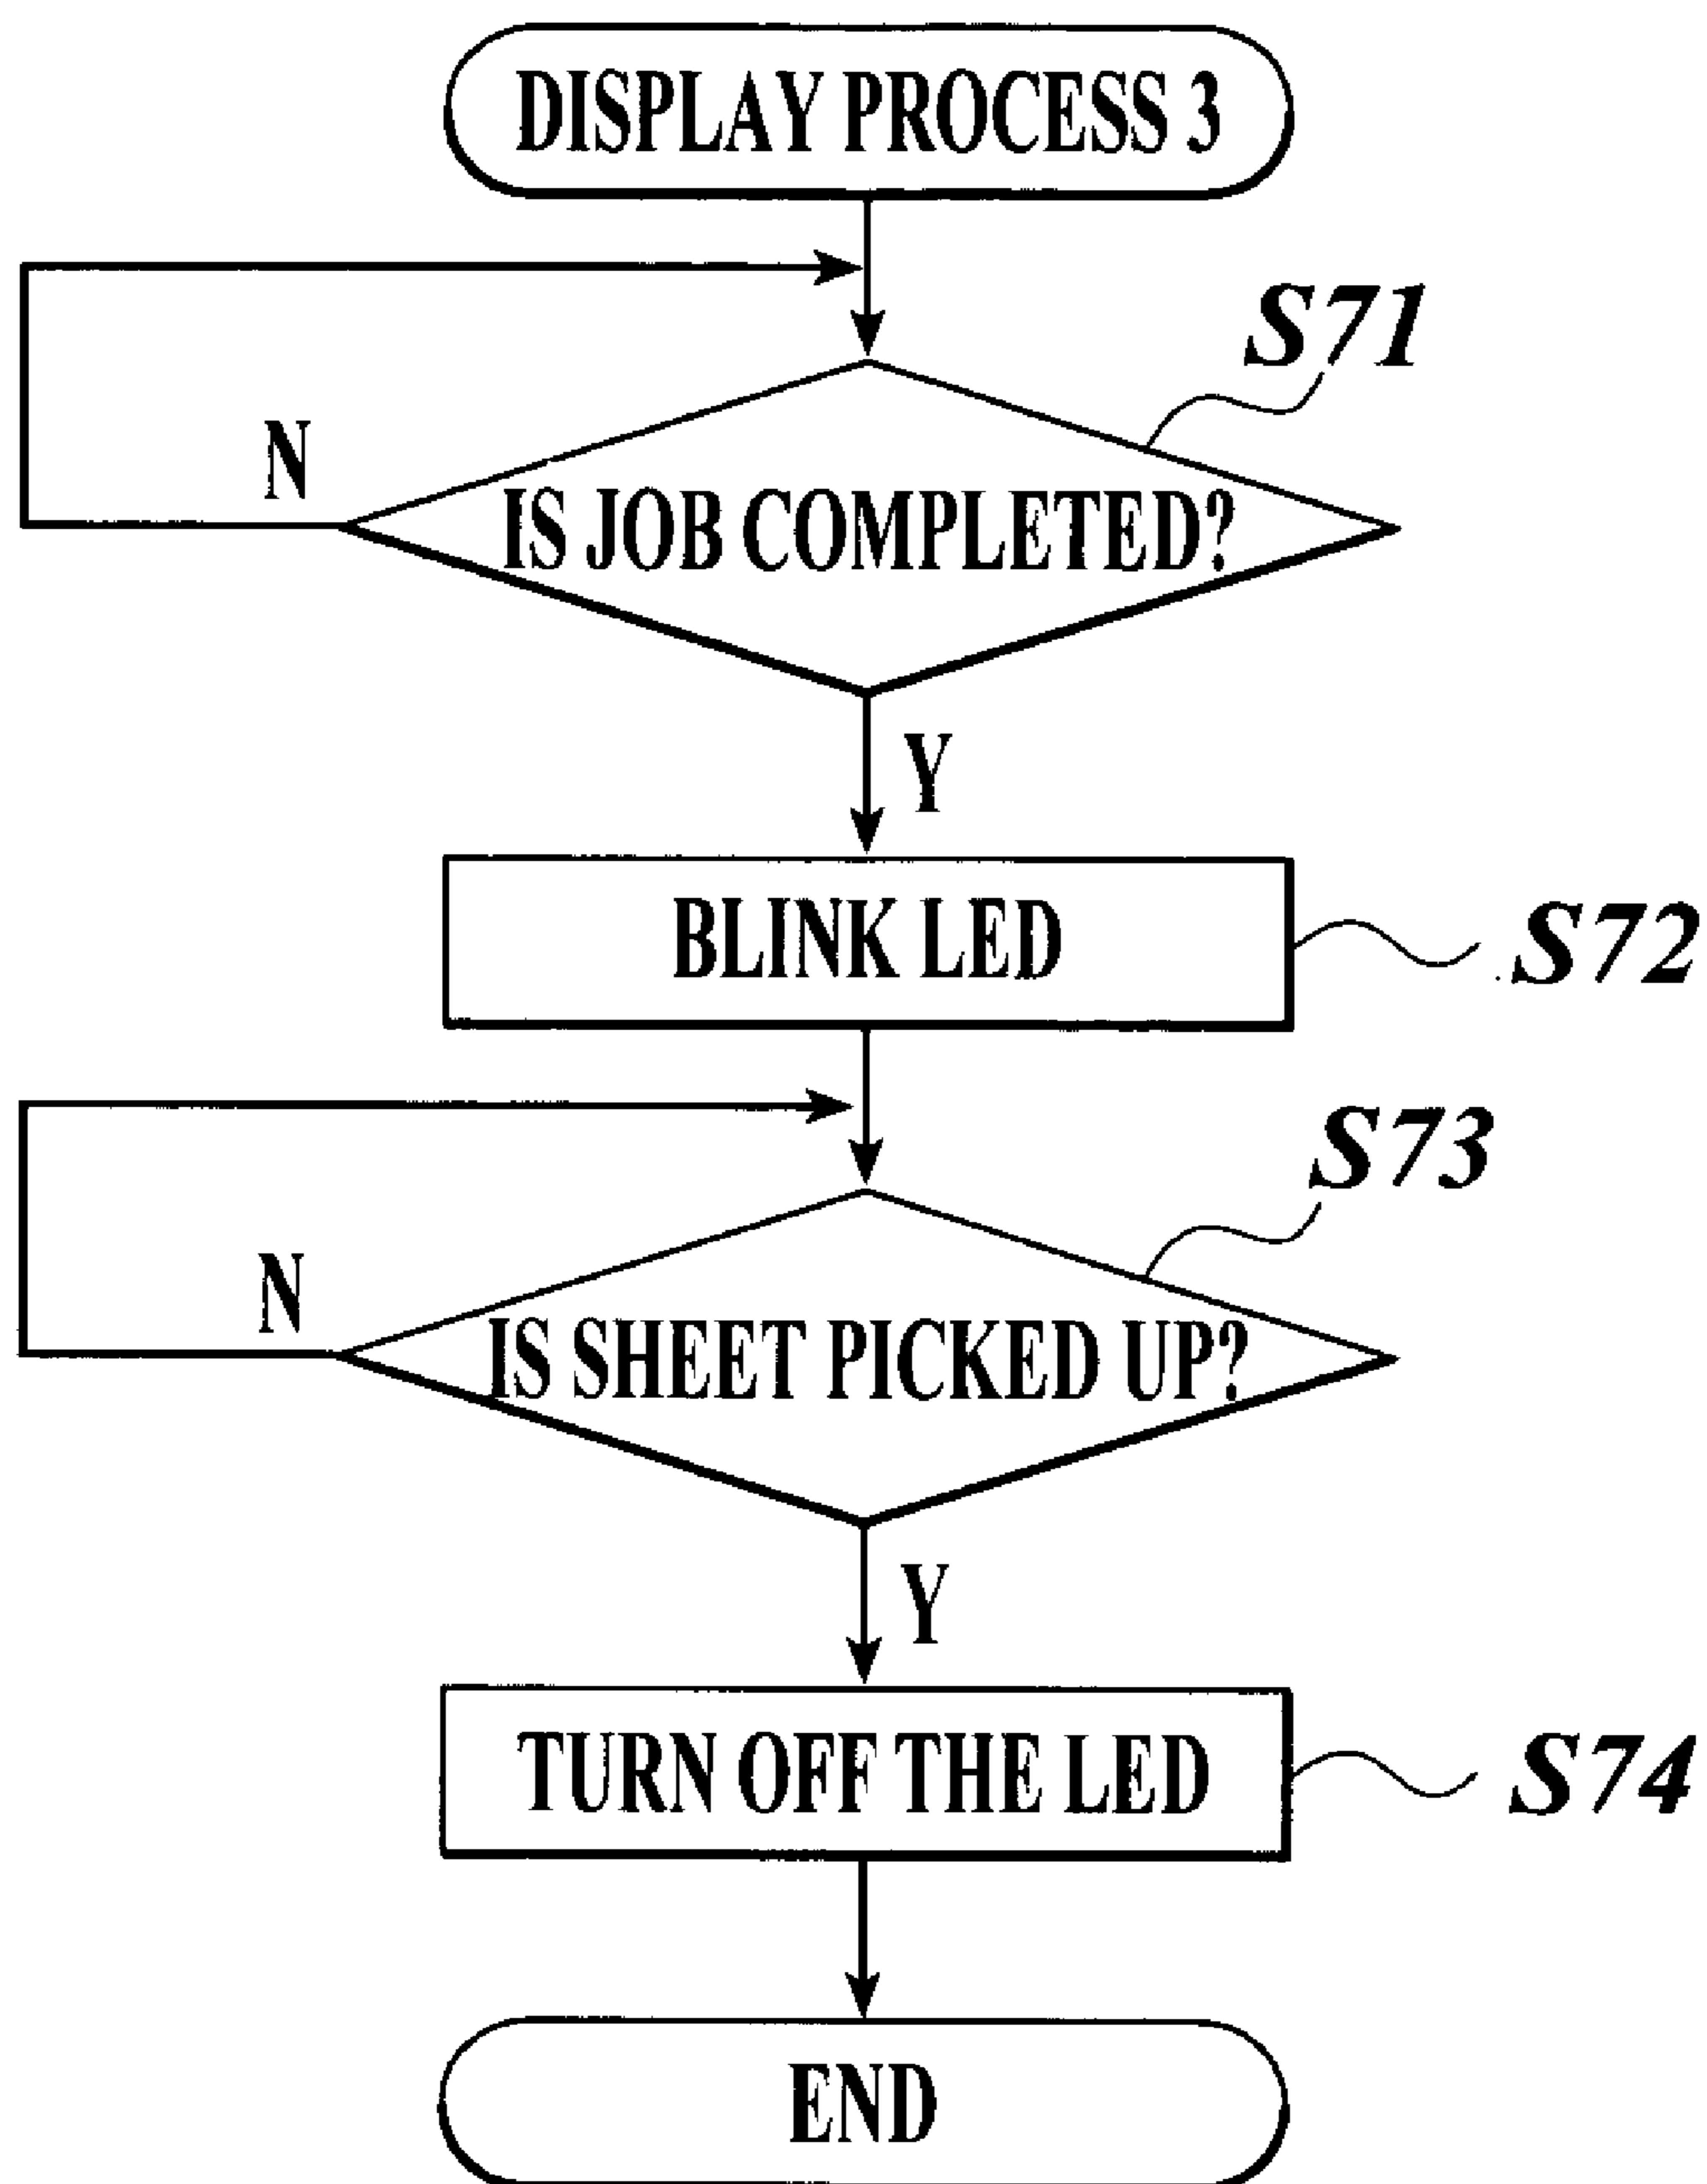 DISPLAY PROCESS 3
S71
N
IS JOB COMPLETED?
Y
BLINK LED
S72
S73
N
IS SHEET PICKED UP?
Y
TURN OFF THE LED
S74
END